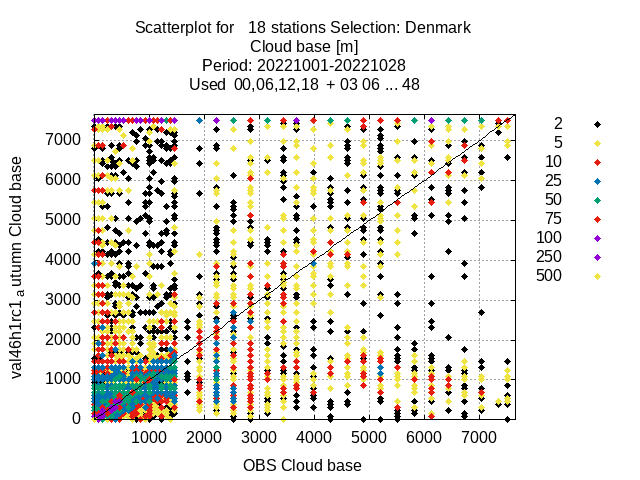 Scatterplot for   18 stations Selection: Denmark
Cloud base [m]
Period: 20221001-20221028
Used  00,06,12,18  + 03 06 ... 48
val46h1rc1_autumn Cloud base
7000
6000
5000
4000
3000
2000
1000
0
1000 2000 3000 4000 5000 6000 7000
OBS Cloud base
2
5
10
25
50
75
100
250
500